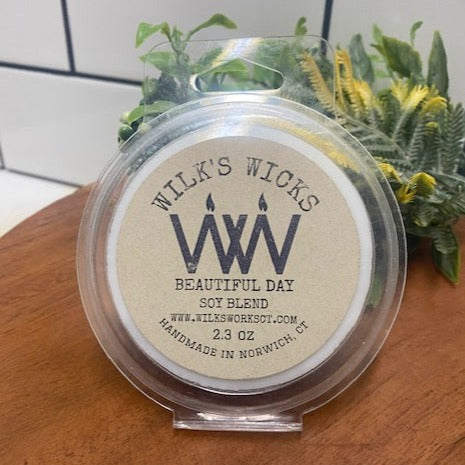 WILK'S WICKS
WW
BEAUTIFUL DAY
SOY BLEND
WWW.WILKSWORKSCT.COM
2.3 OZ
HANDMADE IN NORWICH, CT